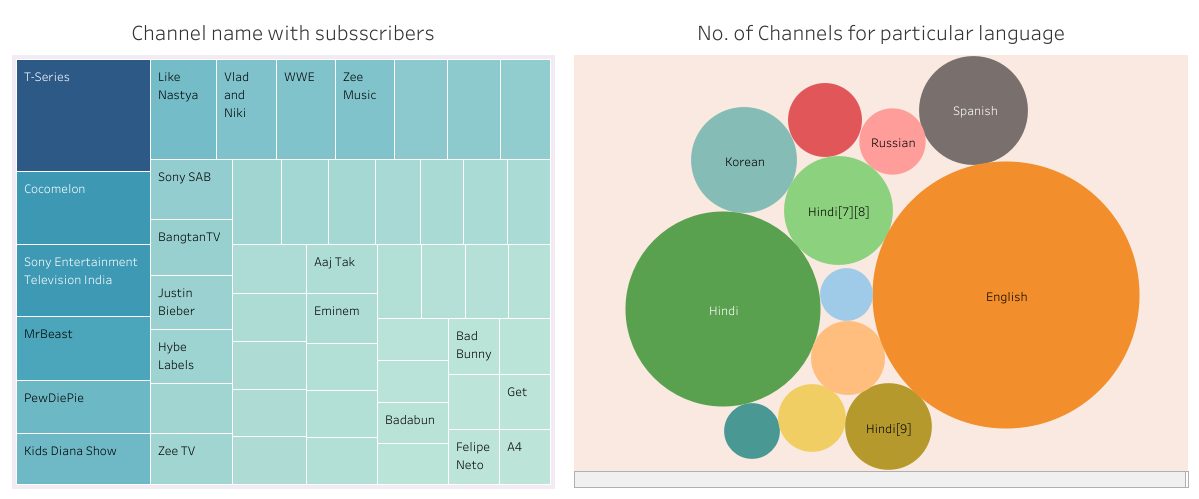 Channel name with subsscribers
T-Series
Like
Nastya
Vlad
and
Niki
WWE
Zee
Music
Cocomelon
Sony SAB
BangtanTV
Sony Entertainment
Television India
Aaj Tak
Justin
Bieber
Eminem
MrBeast
Hybe
Labels
Bad
Bunny
PewDiePie
Get
Badabun
Kids Diana Show
Zee TV
Felipe
Neto
A4
No. of Channels for particular language
Spanish
Russian
Korean
Hindi[7][8]
English
Hindi
Hindi[9]